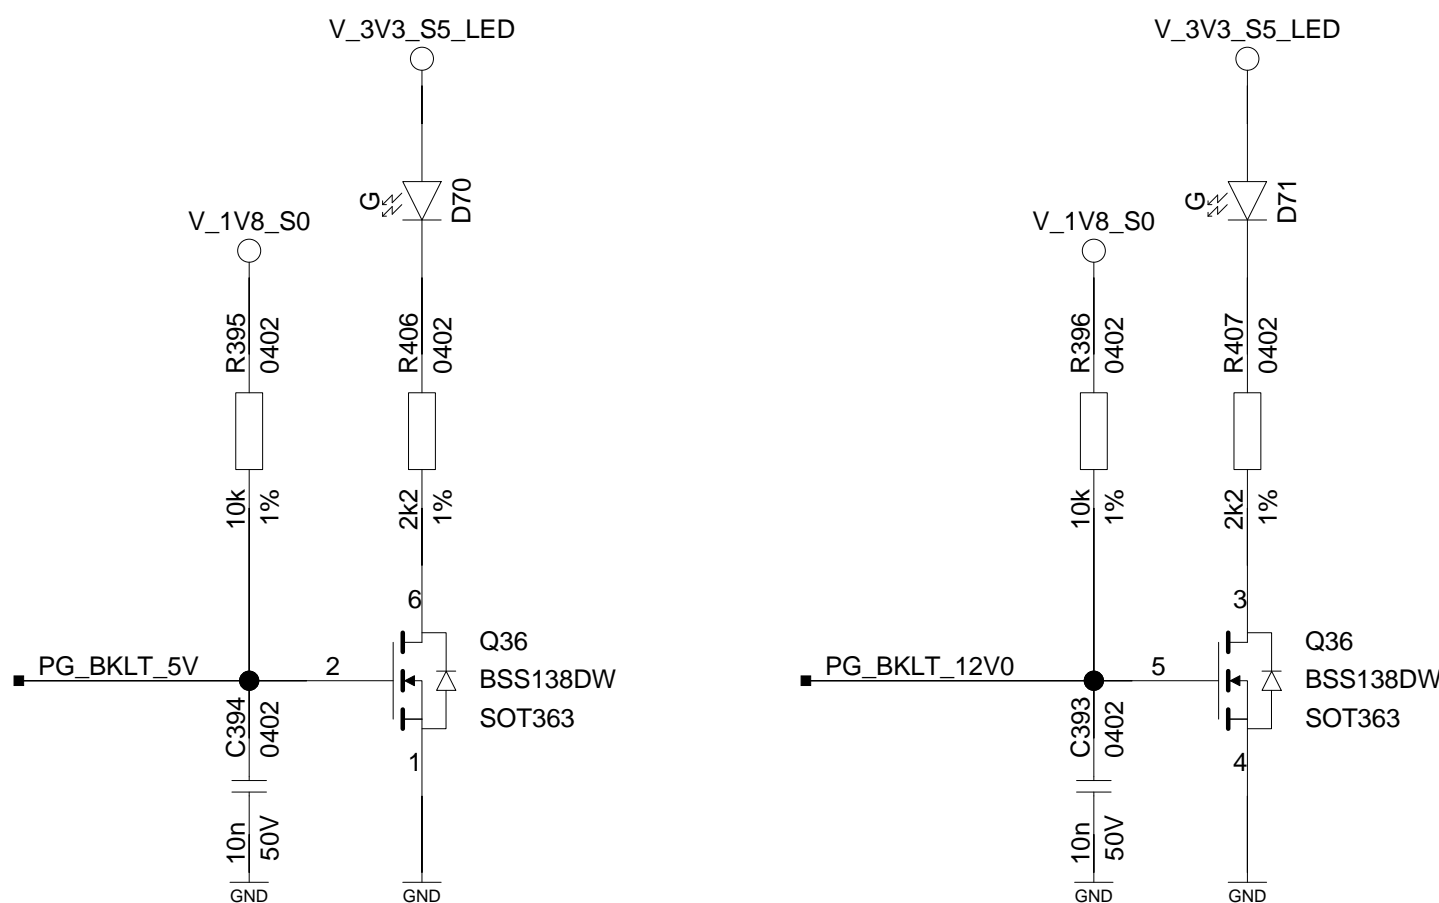 V_3V3_S5_LED
G
D70
V_1V8_S0
R395
0402
R406
0402
10k
1%
2k2
1%
6
PG_BKLT_5V
2
Q36
BSS138DW
SOT363
C394
0402
1
10n
50V
GND
GND
V_3V3_S5_LED
G
D71
V_1V8_S0
R396
0402
R407
0402
10k
1%
2k2
1%
3
PG_BKLT_12V0
5
Q36
BSS138DW
SOT363
C393
0402
4
10n
50V
GND
GND